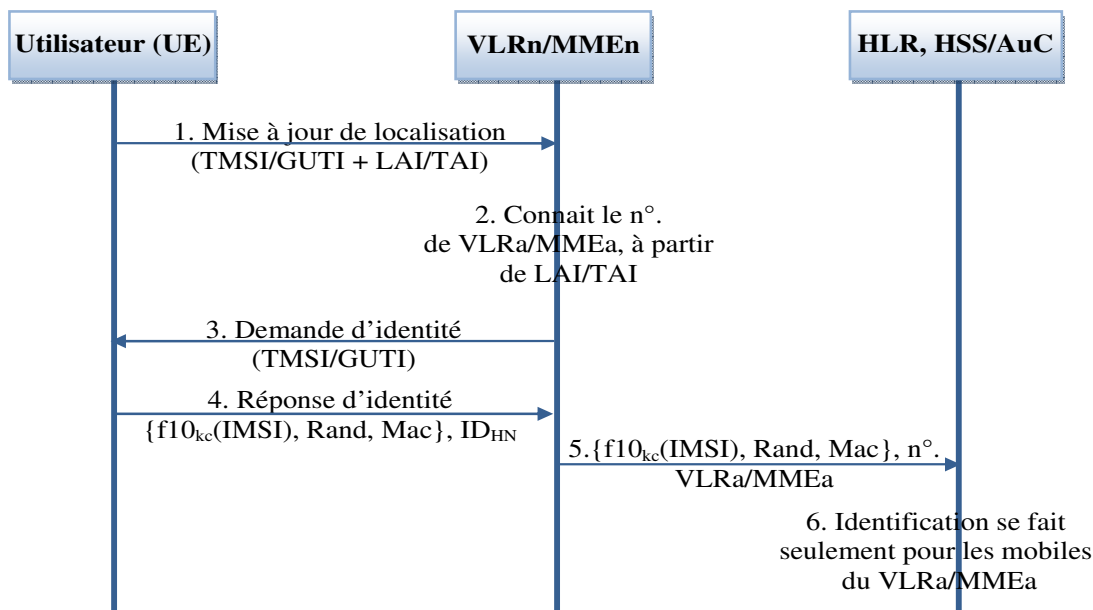 Utilisateur (UE)
VLRn/MMEn
HLR, HSS/AuC
1. Mise à jour de localisation
(TMSI/GUTI + LAI/TAI)
2. Connait le n°.
de VLRa/MMEa, à partir
de LAI/TAI
3. Demande d’identité
(TMSI/GUTI)
4. Réponse d’identité
{f10kc(IMSI), Rand, Mac}, IDHN
5.{f10kc(IMSI), Rand, Mac}, n°.
VLRa/MMEa
6. Identification se fait
seulement pour les mobiles
du VLRa/MMEa